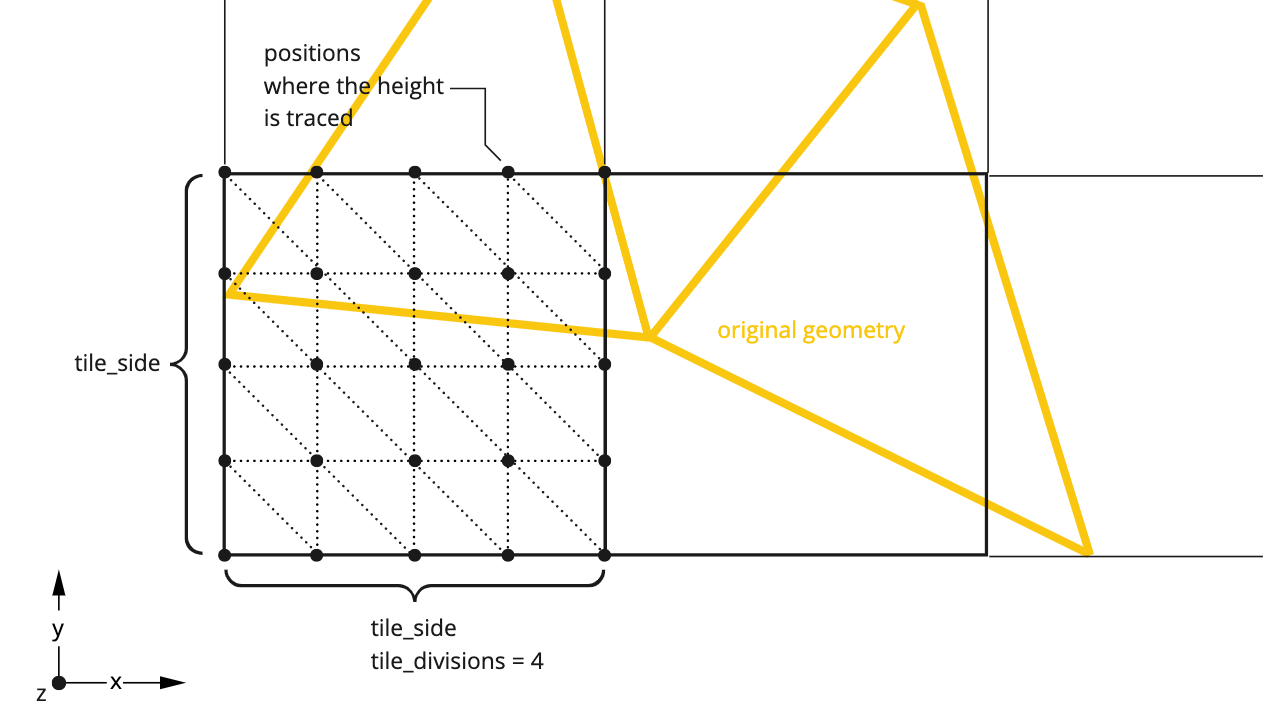 positions
where the height
is traced
original geometry
tile_side
tile_side
tile_divisions = 4
y
x
z